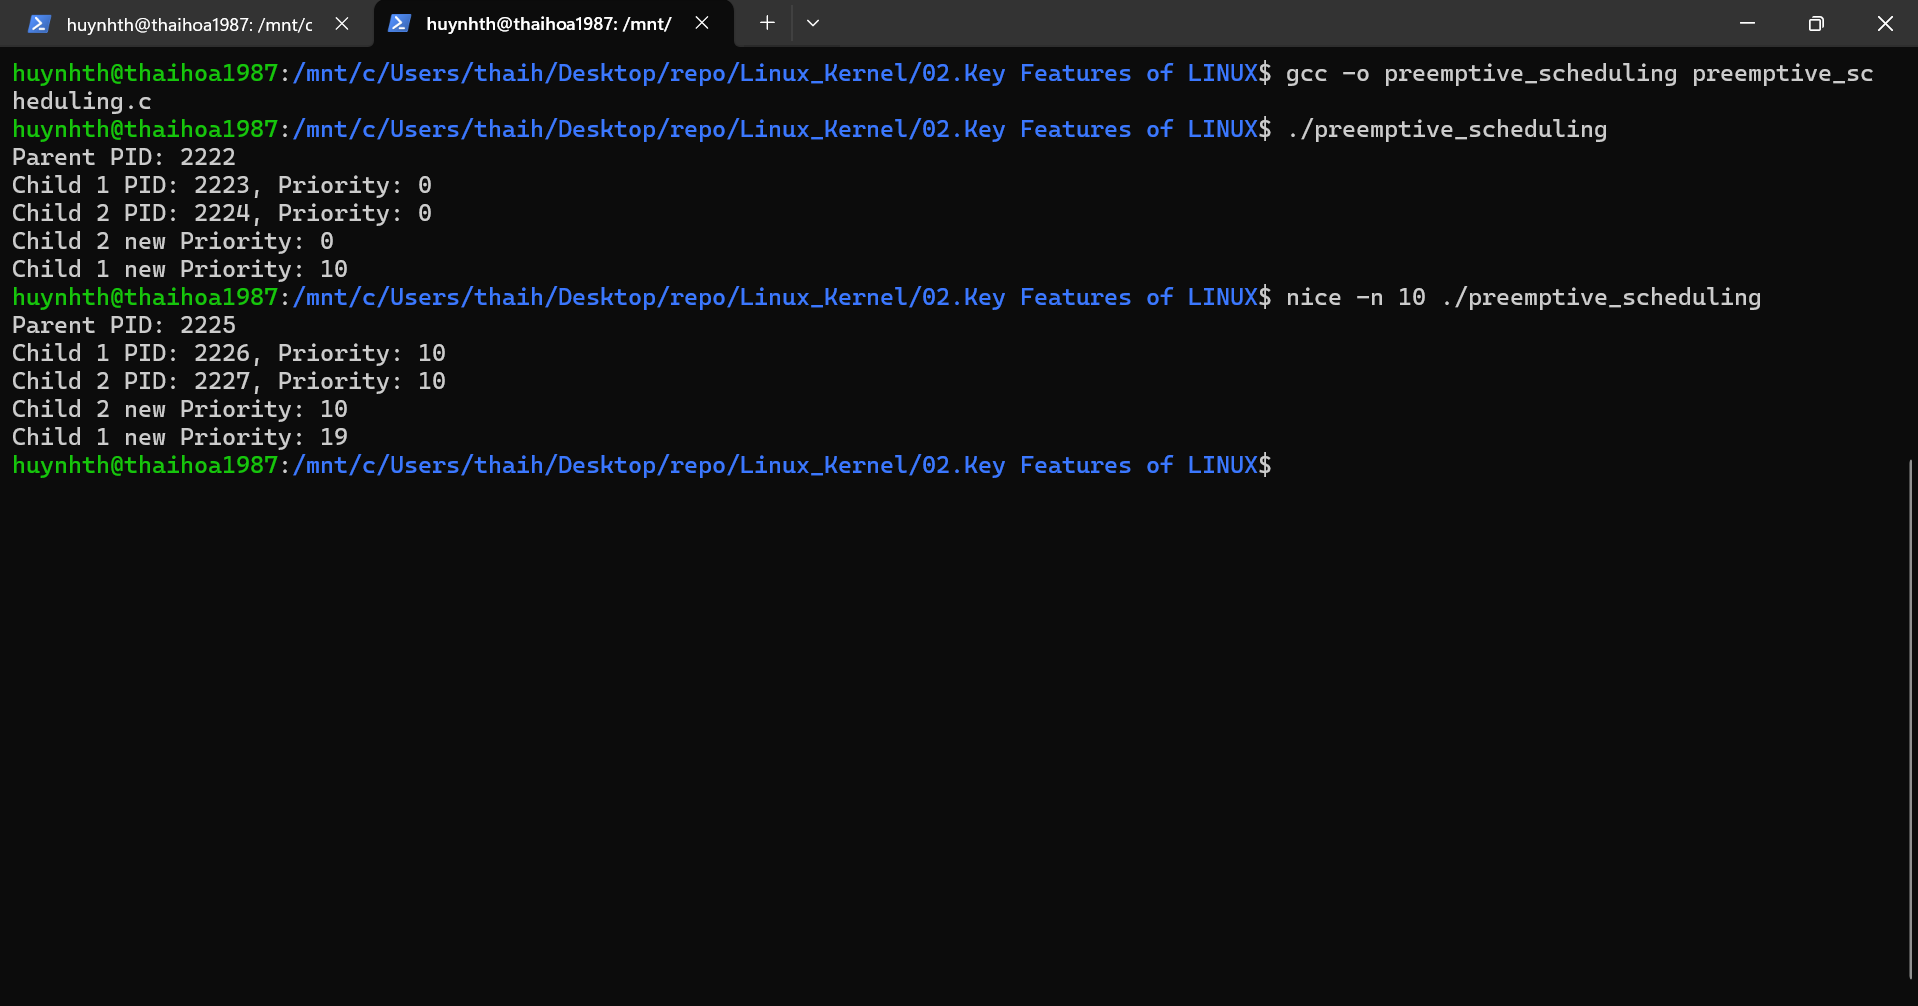 huynhth@thaihoa1987: /mnt/c
huynhth@thaihoa1987: /mnt/
huynhth@thaihoa1987:/mnt/c/Users/thaih/Desktop/repo/Linux_Kernel/02.Key Features of LINUX$ gcc -o preemptive_scheduling preemptive_sc
heduling.c
huynhth@thaihoa1987:/mnt/c/Users/thaih/Desktop/repo/Linux_Kernel/02.Key Features of LINUX$ ./preemptive_scheduling
Parent PID: 2222
Child 1 PID: 2223, Priority: 0
Child 2 PID: 2224, Priority: 0
Child 2 new Priority: 0
Child 1 new Priority: 10
huynhth@thaihoa1987:/mnt/c/Users/thaih/Desktop/repo/Linux_Kernel/02.Key Features of LINUX$ nice -n 10 ./preemptive_scheduling
Parent PID: 2225
Child 1 PID: 2226, Priority: 10
Child 2 PID: 2227, Priority: 10
Child 2 new Priority: 10
Child 1 new Priority: 19
huynhth@thaihoa1987:/mnt/c/Users/thaih/Desktop/repo/Linux_Kernel/02.Key Features of LINUX$